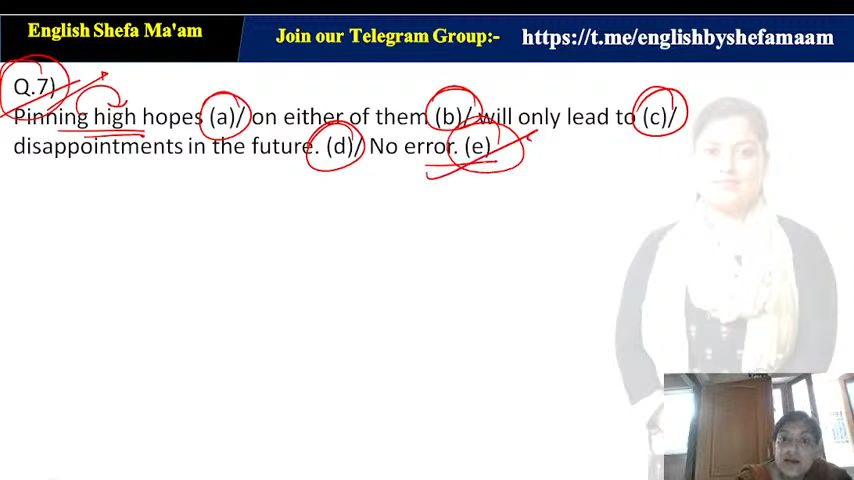 English Shefa Ma'am
Join our Telegram Group:- https://t.me/englishbyshefamaam
Q.7)
Pinning high hopes (a)/ on either of them (b)/ will only lead to (c)/
disappointments in the future. (d)/ No error. (e)